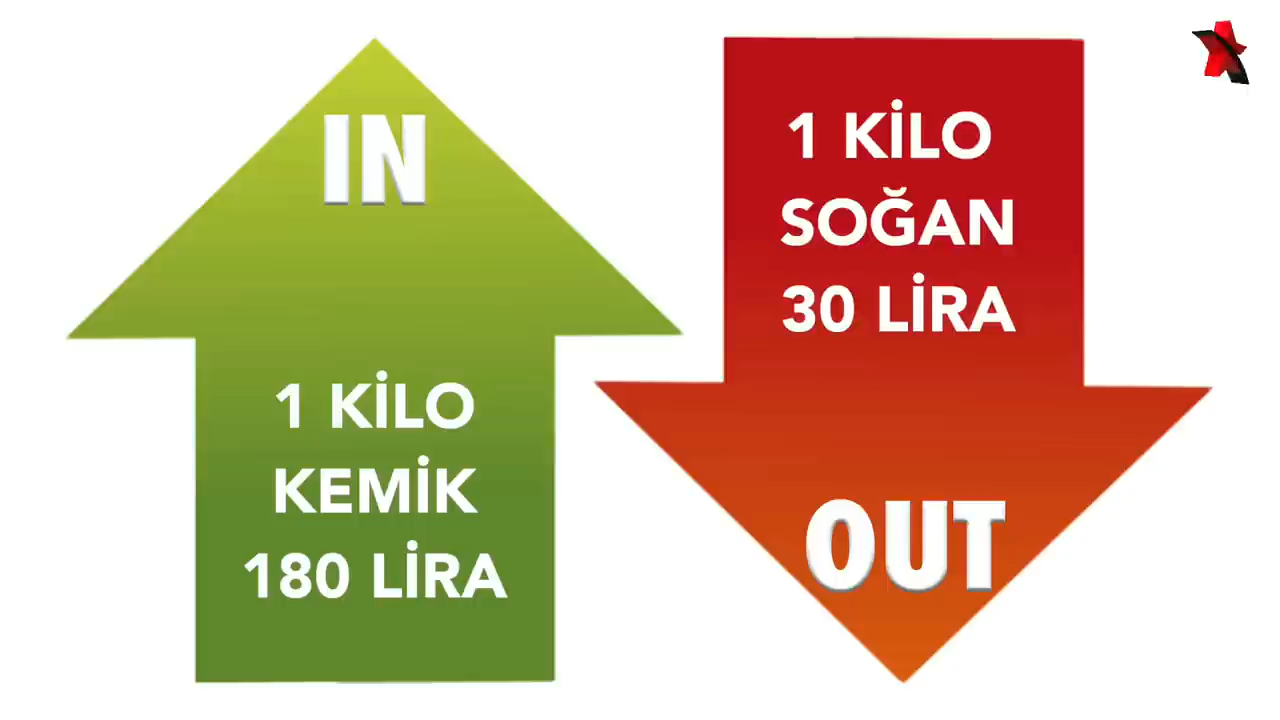 IN
1 KİLO
KEMİK
180 LİRA
1 KİLO
SOĞAN
30 LİRA
OUT